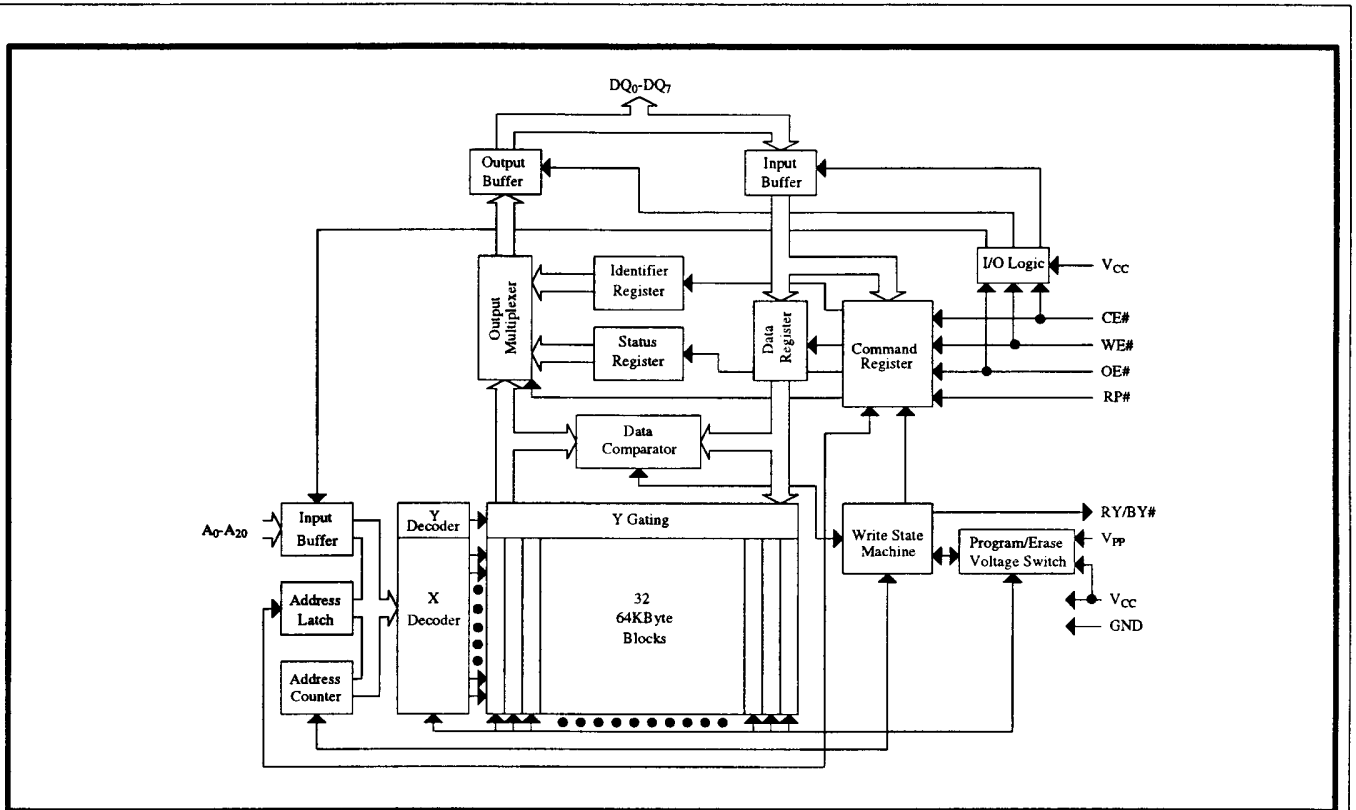 DQ0-DQ7
Output
Buffer
Input
Buffer
I/O Logic
VCC
Output
Multiplexer
Identifier
Register
Status
Register
Data
Register
Command
Register
CE#
WE#
OE#
RP#
Data
Comparator
A0-A20
Input
Buffer
Y
Decoder
Y Gating
Write State
Machine
RY/BY#
Program/Erase
Voltage Switch
VPP
Address
Latch
X
Decoder
32
64KByte
Blocks
VCC
GND
Address
Counter